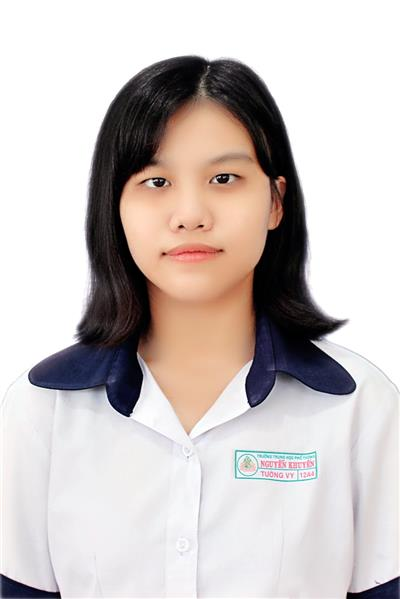 TRƯỜNG TRUNG HỌC PHỔ THÔNG
NGUYỄN KHUYẾN
TƯỜNG VY 12A4